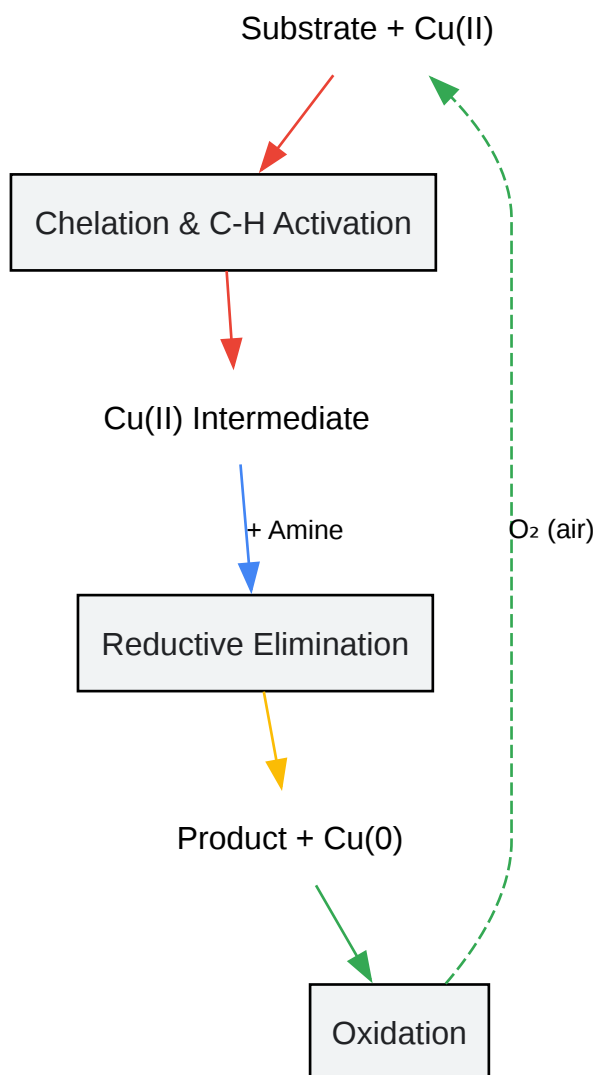 Substrate + Cu(II)
Chelation & C-H Activation
Cu(II) Intermediate
+ Amine
O₂ (air)
Reductive Elimination
Product + Cu(0)
Oxidation